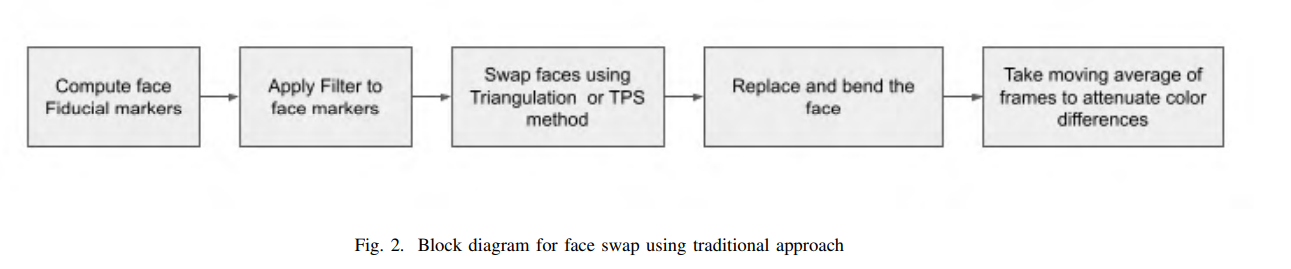 Compute face
Fiducial markers
Apply Filter to
face markers
Swap faces using
Triangulation or TPS
method
Replace and bend the
face
Take moving average of
frames to attenuate color
differences
Fig. 2. Block diagram for face swap using traditional approach